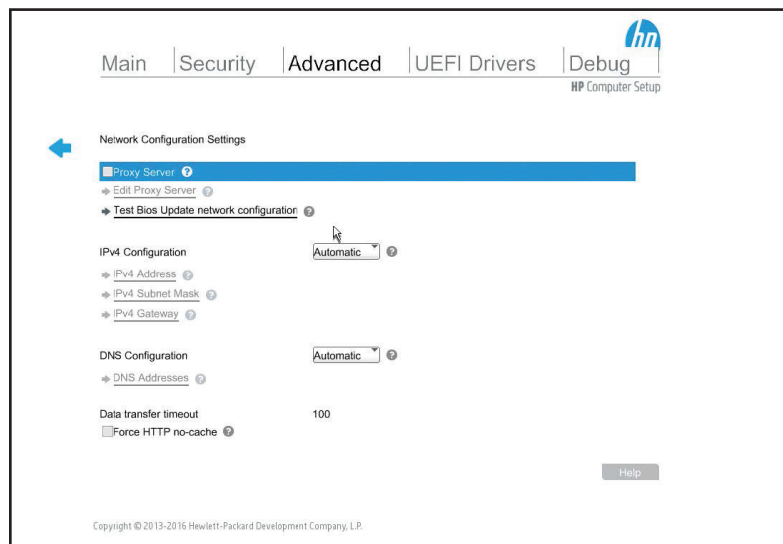 hp
Main Security Advanced UEFI Drivers Debug
HP Computer Setup
Network Configuration Settings
Proxy Server ?
Edit Proxy Server ?
Test Bios Update network configuration ?
IPv4 Configuration Automatic ?
IPv4 Address ?
IPv4 Subnet Mask ?
IPv4 Gateway ?
DNS Configuration Automatic ?
DNS Addresses ?
Data transfer timeout 100
Force HTTP no-cache ?
Help
Copyright © 2013-2016 Hewlett-Packard Development Company, L.P.